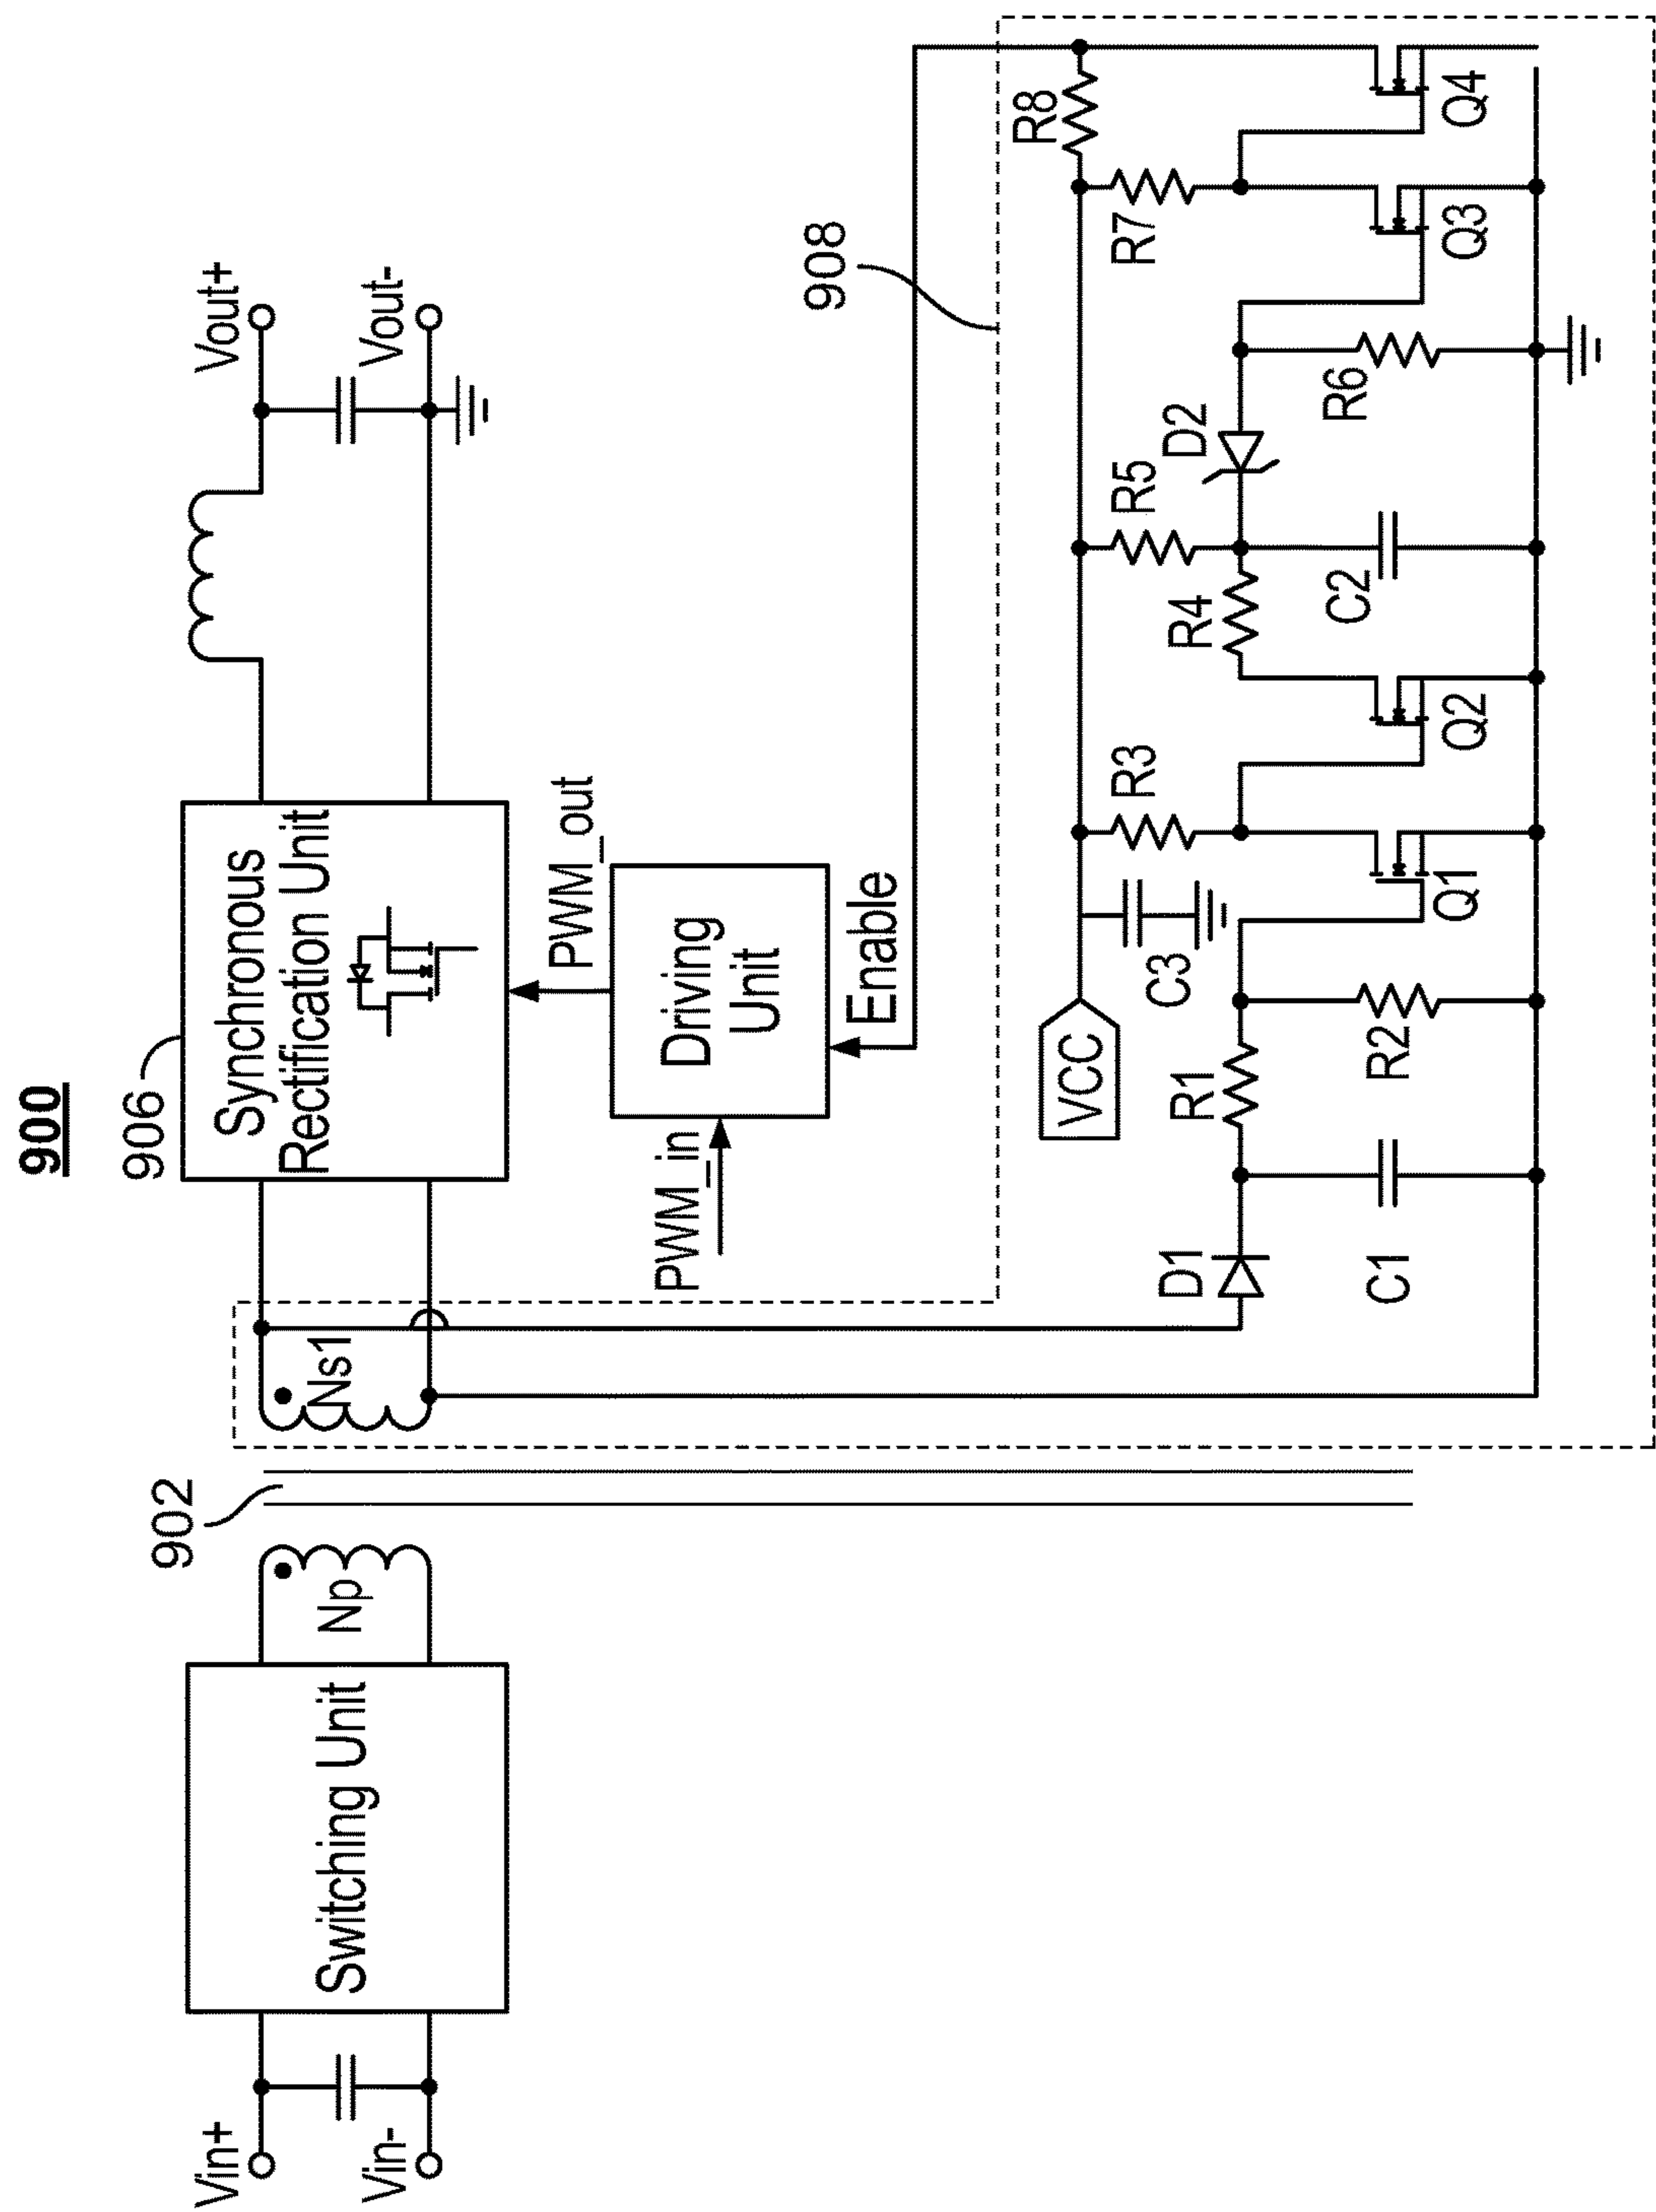 900
902
906
908
Vin+
Vin-
Switching Unit
Np
Ns1
Synchronous
Rectification Unit
Vout+
Vout-
PWM_in
PWM_out
Driving
Unit
Enable
VCC
C3
R3
R5
R7
R8
D1
R1
R4
D2
C1
R2
Q1
Q2
C2
R6
Q3
Q4